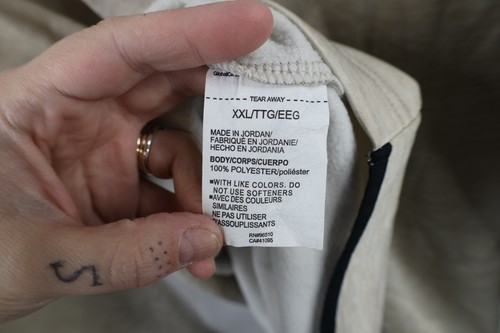 TEAR AWAY
XXL/TTG/EEG
MADE IN JORDAN/
FABRIQUÉ EN JORDANIE/
HECHO EN JORDANIA
BODY/CORPS/CUERPO
100% POLYESTER/poliéster
■WITH LIKE COLORS. DO
NOT USE SOFTENERS
■AVEC DES COULEURS
SIMILAIRES
NE PAS UTILISER
D'ASSOUPLISSANTS
RN#96510
CA#41095